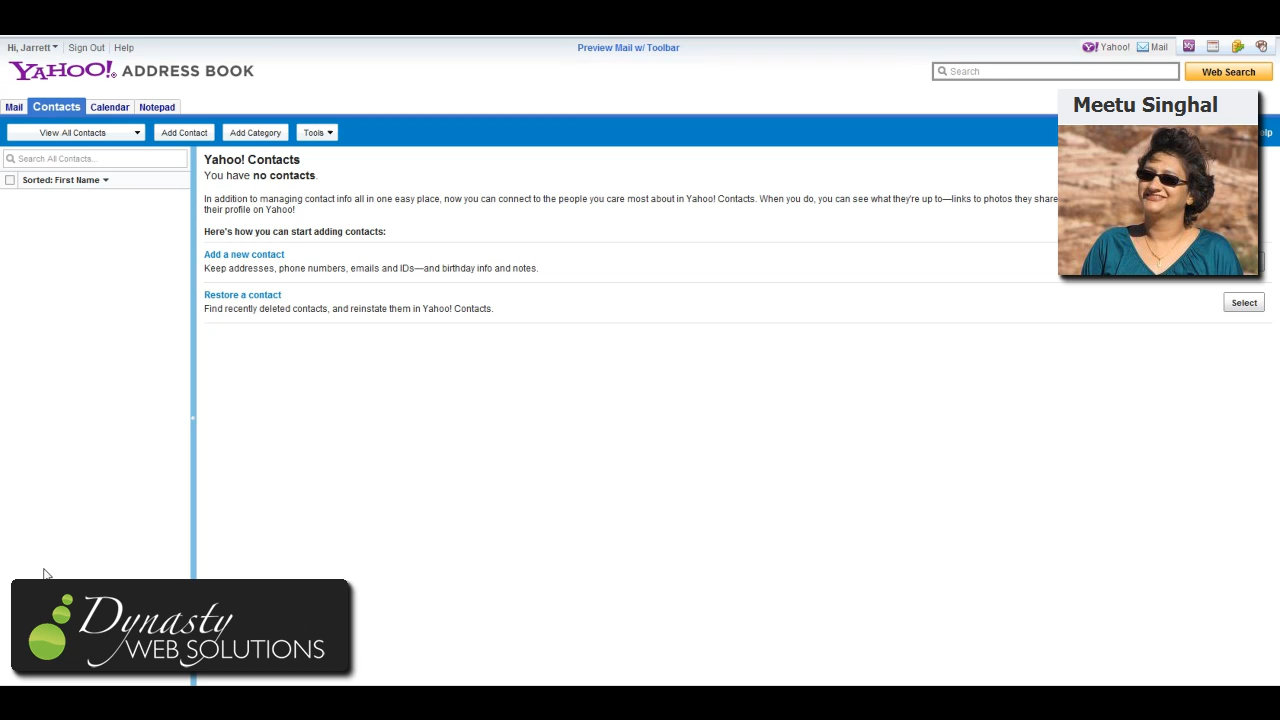 Hi, Jarrett Sign Out Help Preview Mail w/ Toolbar Yahoo! Mail
YAHOO! ADDRESS BOOK Search Web Search
Mail Contacts Calendar Notepad
Meetu Singhal
View All Contacts Add Contact Add Category Tools elp
Search All Contacts...
Sorted: First Name
Yahoo! Contacts
You have no contacts.
In addition to managing contact info all in one easy place, now you can connect to the people you care most about in Yahoo! Contacts. When you do, you can see what they're up to—links to photos they share
their profile on Yahoo!
Here's how you can start adding contacts:
Add a new contact
Keep addresses, phone numbers, emails and IDs—and birthday info and notes.
Restore a contact
Find recently deleted contacts, and reinstate them in Yahoo! Contacts.
Select
Dynasty
WEB SOLUTIONS